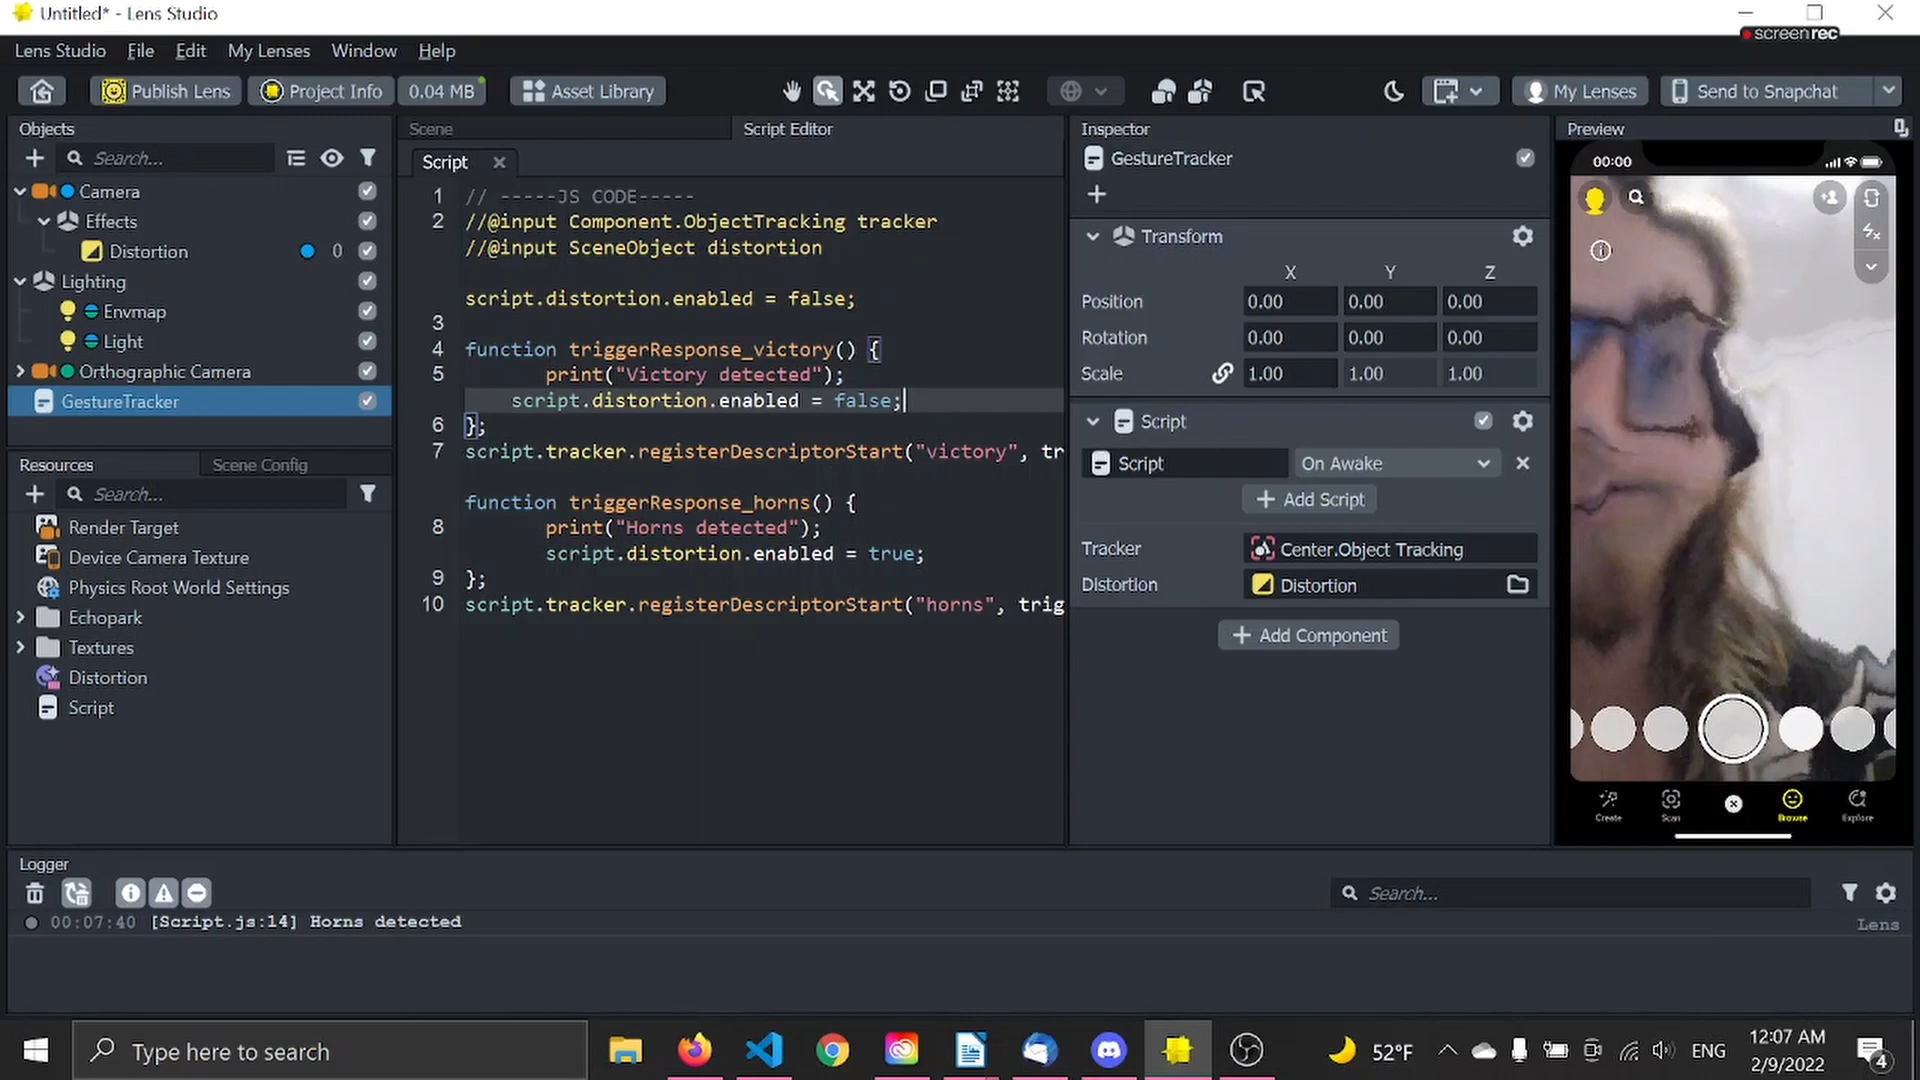 Untitled* - Lens Studio
screenrec
Lens Studio File Edit My Lenses Window Help
Publish Lens Project Info 0.04 MB Asset Library My Lenses Send to Snapchat
Objects
Search...
Camera
Effects
Distortion 0
Lighting
Envmap
Light
Orthographic Camera
GestureTracker
Resources Scene Config
Search...
Render Target
Device Camera Texture
Physics Root World Settings
Echopark
Textures
Distortion
Script
Scene Script Editor
Script
1 // -----JS CODE-----
2 //@input Component.ObjectTracking tracker
//@input SceneObject distortion
script.distortion.enabled = false;
3
4 function triggerResponse_victory() {
5 print("Victory detected");
script.distortion.enabled = false;
6 };
7 script.tracker.registerDescriptorStart("victory", tr
function triggerResponse_horns() {
8 print("Horns detected");
script.distortion.enabled = true;
9 };
10 script.tracker.registerDescriptorStart("horns", trig
Inspector
GestureTracker
Transform
X Y Z
Position 0.00 0.00 0.00
Rotation 0.00 0.00 0.00
Scale 1.00 1.00 1.00
Script
Script On Awake
Add Script
Tracker Center.Object Tracking
Distortion Distortion
Add Component
Preview
00:00
Create Scan Browse Explore
Logger
Search...
00:07:40 [Script.js:14] Horns detected
Lens
Type here to search
52°F
ENG
12:07 AM
2/9/2022
4